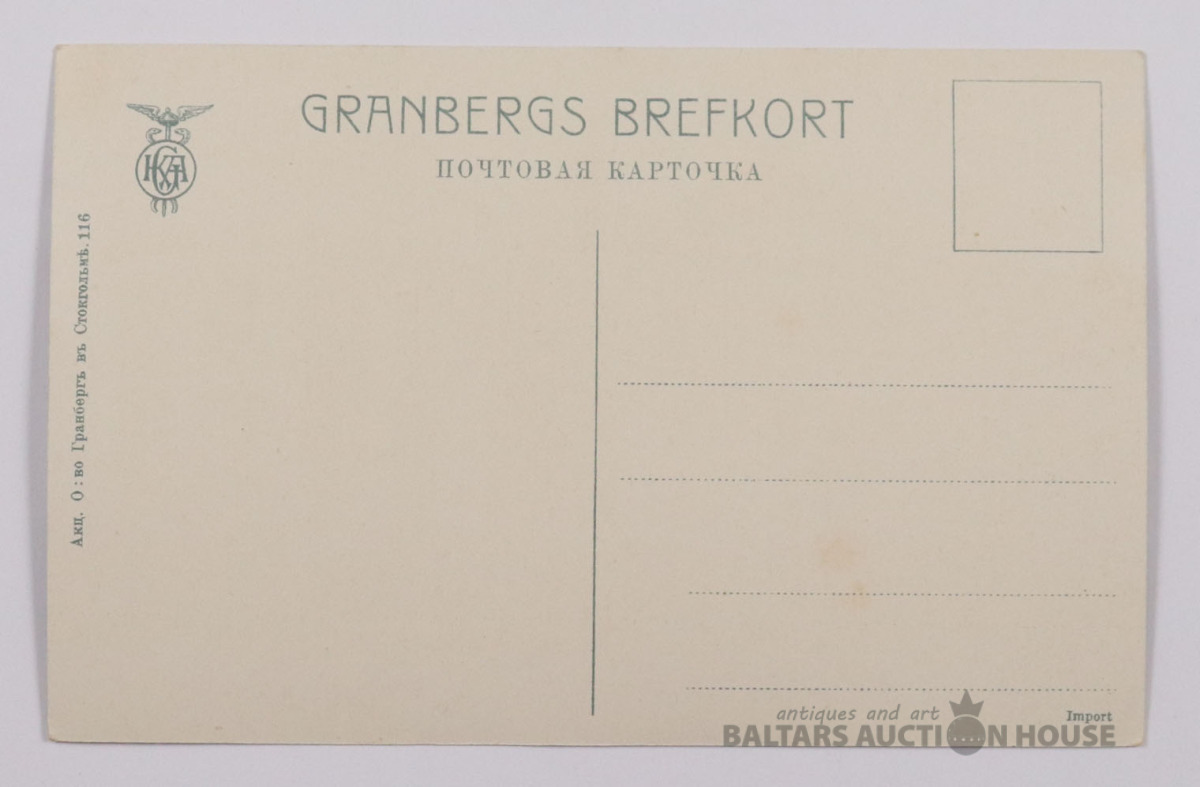 GRANBERGS BREFKORT
ПОЧТОВАЯ КАРТОЧКА
Акц. О:во Гранбергъ въ Стокгольмѣ. 116
Import
antiques and art
BALTARS AUCTION HOUSE